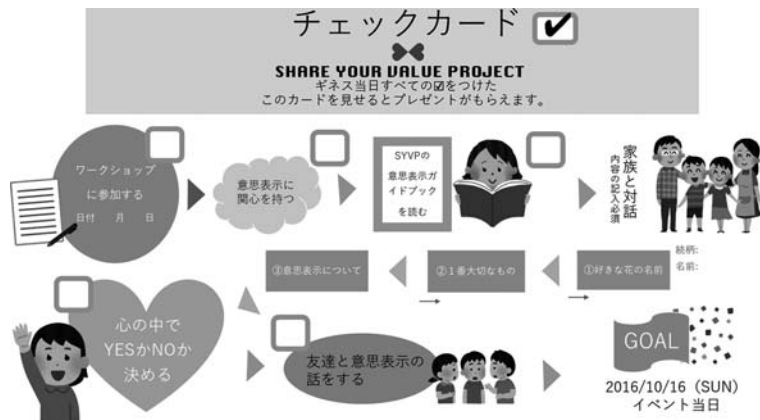 チェックカード
SHARE YOUR VALUE PROJECT
ギネス当日すべての☑をつけた
このカードを見せるとプレゼントがもらえます。
ワークショップ
に参加する
日付　月　日
意思表示に
関心を持つ
SYVPの
意思表示ガ
イドブック
を読む
家族と対話
内容の記入必須
続柄:
名前:
①好きな花の名前
②１番大切なもの
③意思表示について
心の中で
YESかNOか
決める
友達と意思表示の
話をする
GOAL
2016/10/16（SUN）
イベント当日